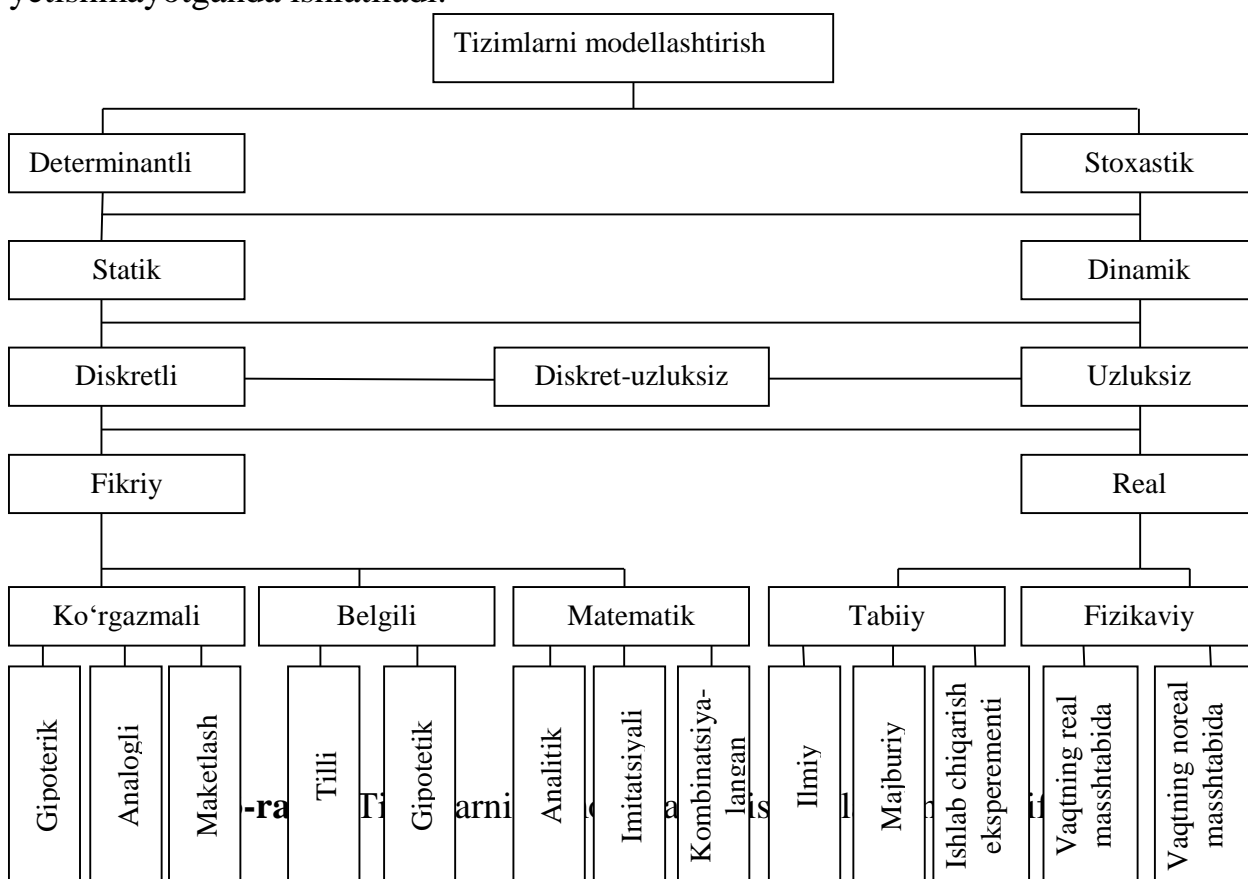 Tizimlarni modellashtirish
Determinantli
Stoxastik
Statik
Dinamik
Diskretli
Diskret-uzluksiz
Uzluksiz
Fikriy
Real
Ko‘rgazmali
Belgili
Matematik
Tabiiy
Fizikaviy
Gipoterik
Analogli
Maketlash
Tilli
Gipotetik
Analitik
Imitatsiyali
Kombinatsiya-
langan
Ilmiy
Majburiy
Ishlab chiqarish
eksperementi
Vaqtning real
masshtabida
Vaqtning noreal
masshtabida